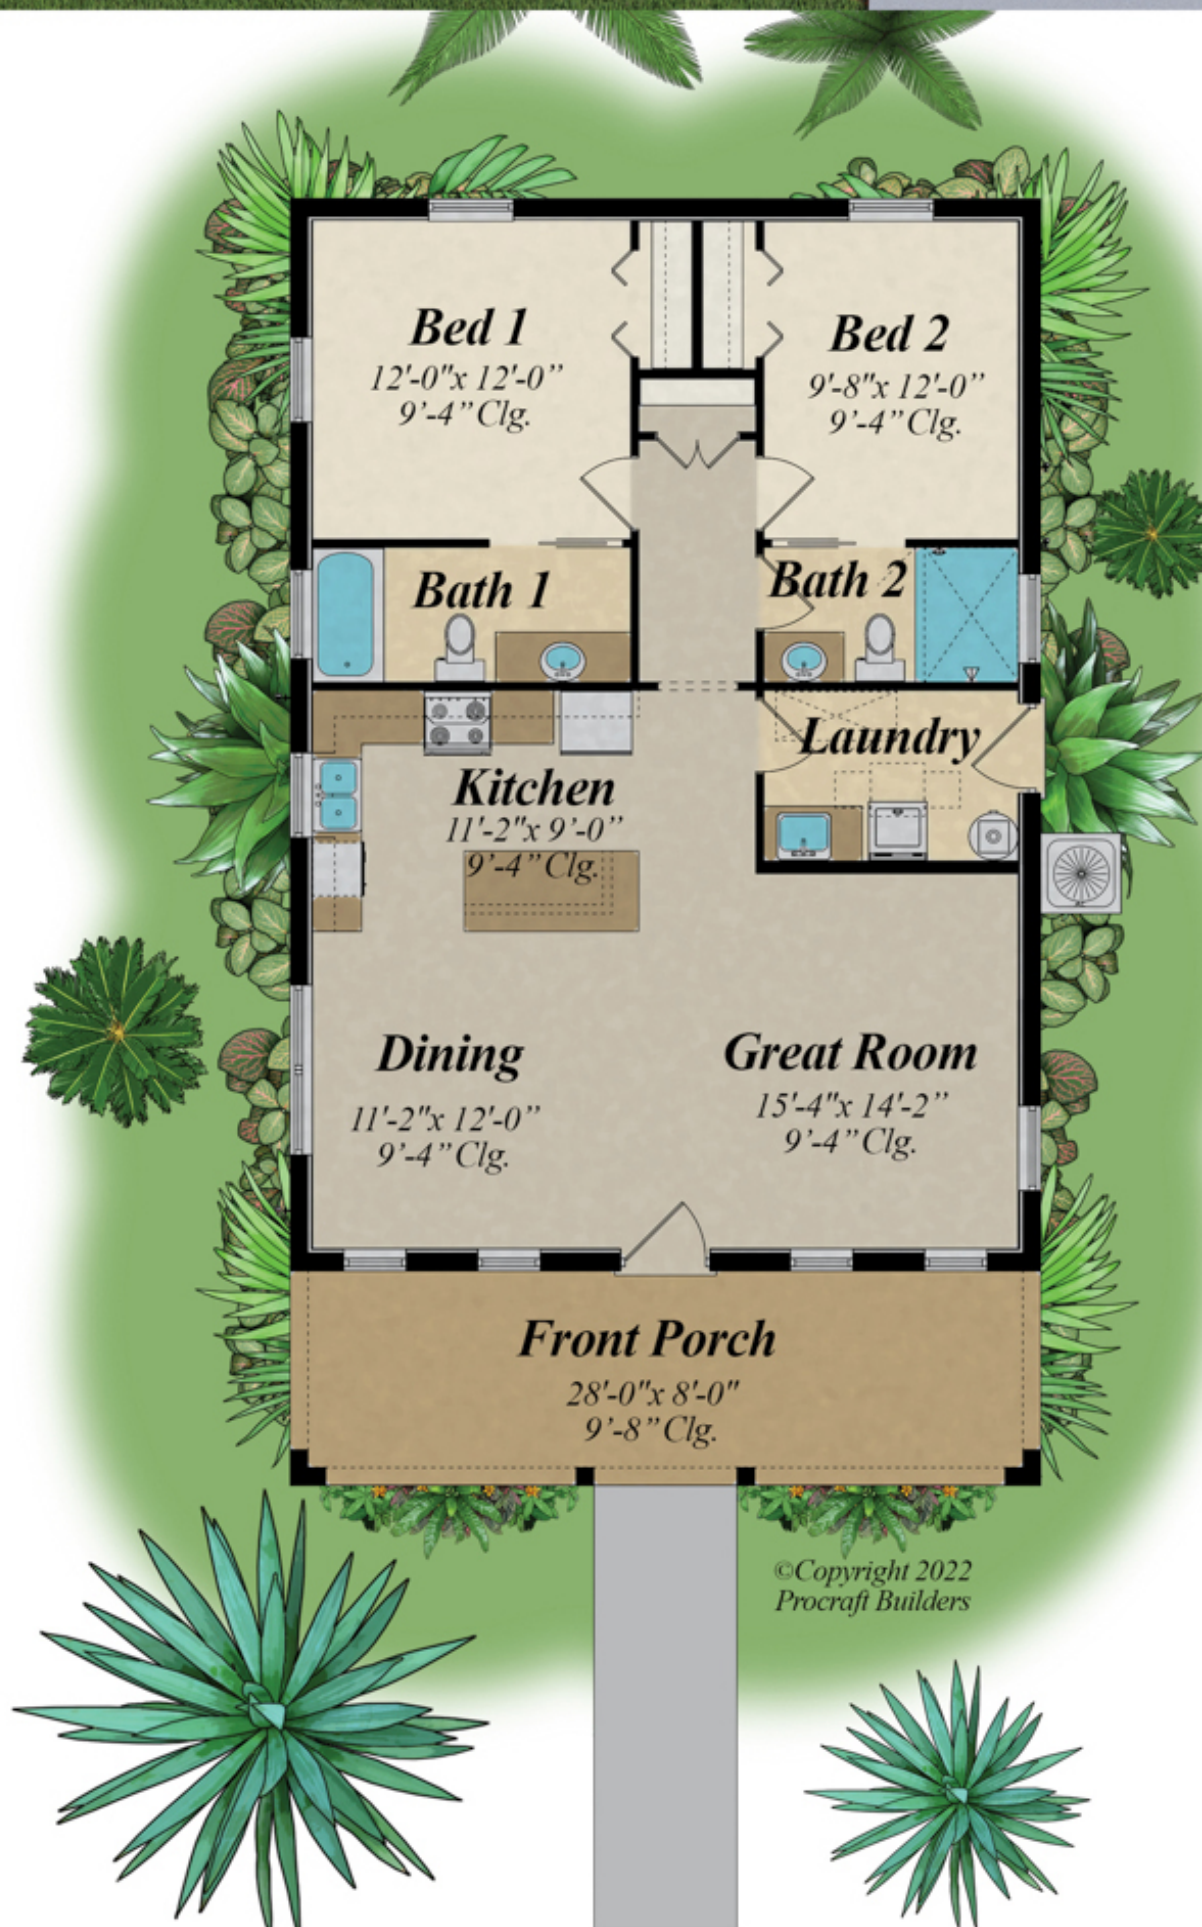 Bed 1
12'-0"x 12'-0”
9’-4” Clg.
Bed 2
9'-8"x 12'-0”
9’-4” Clg.
Bath 1
Bath 2
Laundry
Kitchen
11'-2"x 9’-0”
9’-4” Clg.
Dining
11'-2"x 12'-0”
9’-4” Clg.
Great Room
15'-4"x 14'-2”
9’-4” Clg.
Front Porch
28'-0"x 8'-0"
9’-8” Clg.
©Copyright 2022
Procraft Builders